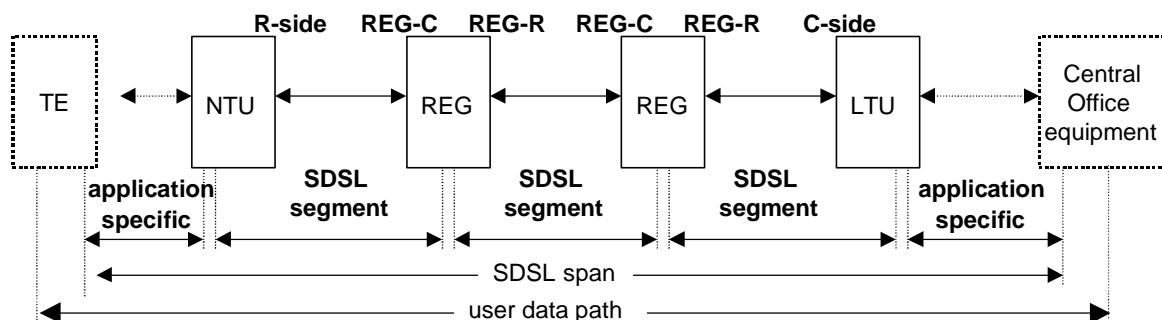 R-side REG-C REG-R REG-C REG-R C-side
TE
NTU
REG
REG
LTU
Central
Office
equipment
application
specific
SDSL
segment
SDSL
segment
SDSL
segment
application
specific
SDSL span
user data path